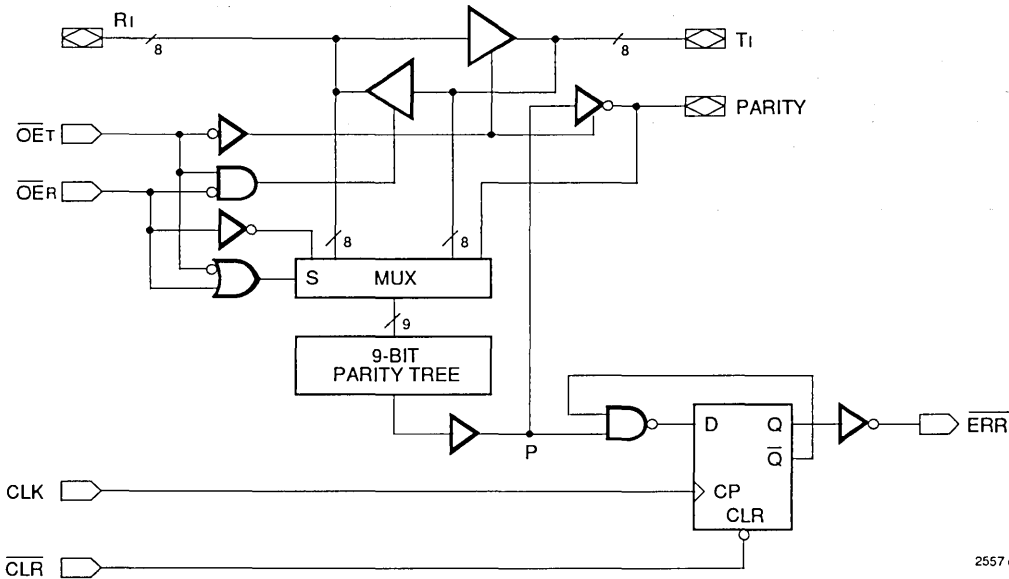 RI
8
8
TI
PARITY
OET
OER
8
8
S MUX
9
9-BIT
PARITY TREE
P
D Q
Q
CP
CLR
ERR
CLK
CLR
2557